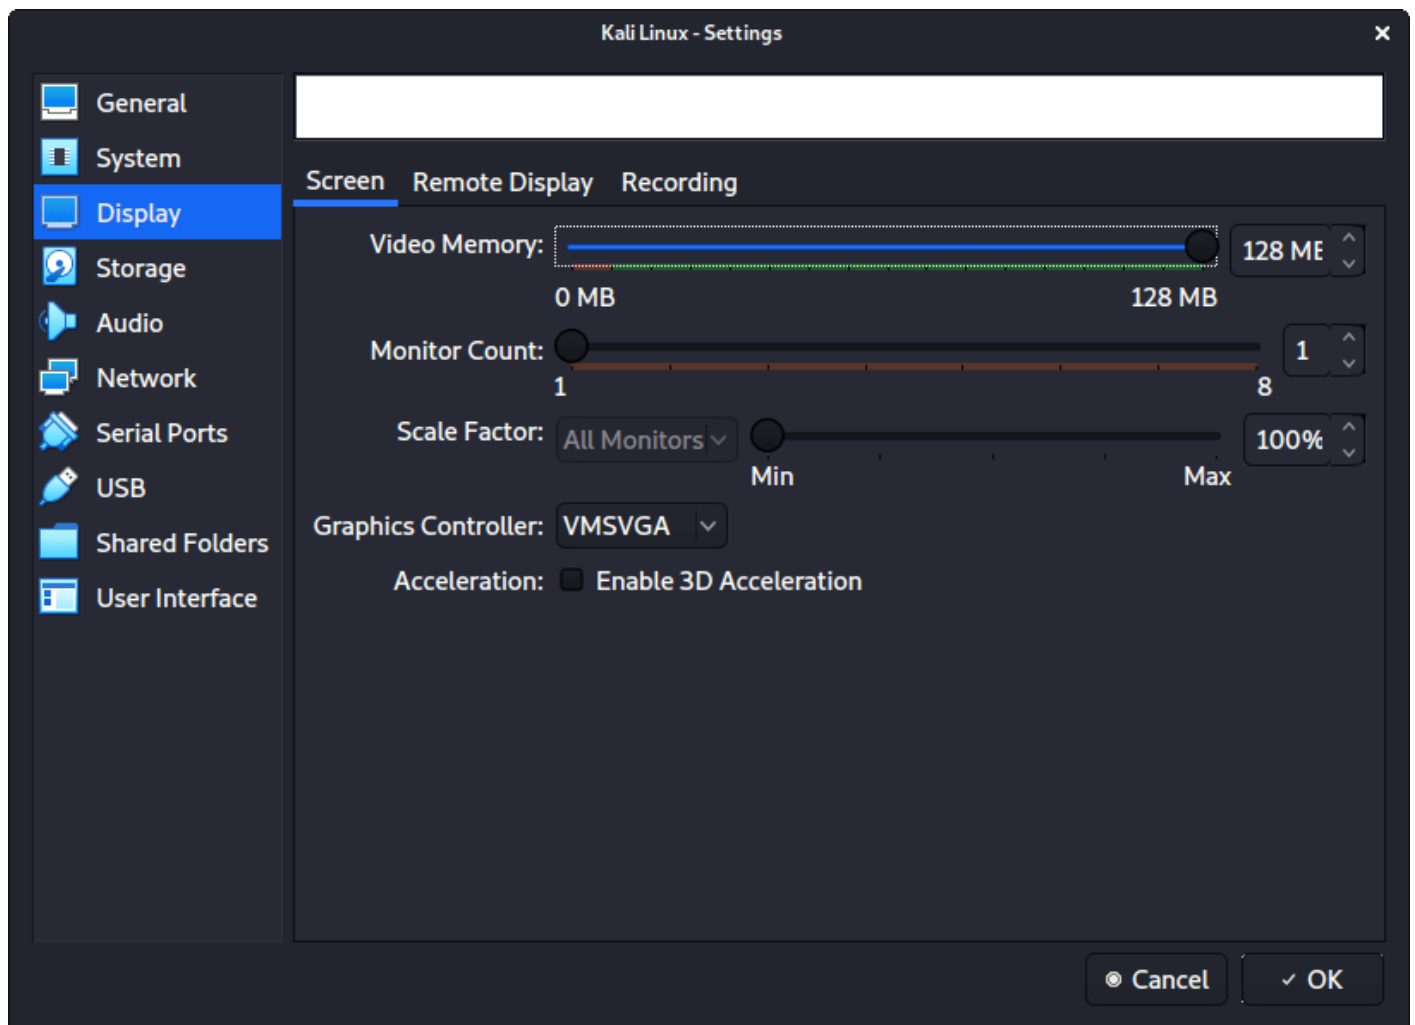 Kali Linux - Settings
General
System
Display
Storage
Audio
Network
Serial Ports
USB
Shared Folders
User Interface
Screen Remote Display Recording
Video Memory: 128 ME
0 MB 128 MB
Monitor Count: 1
1 8
Scale Factor: All Monitors 100%
Min Max
Graphics Controller: VMSVGA
Acceleration: Enable 3D Acceleration
Cancel OK